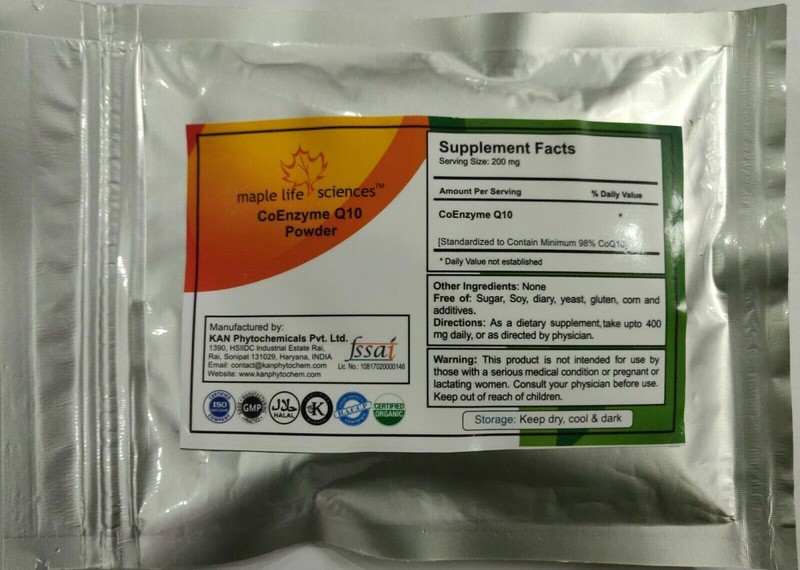 maple life sciences™
CoEnzyme Q10
Powder
Manufactured by:
KAN Phytochemicals Pvt. Ltd.
1390, HSIIDC Industrial Estate Rai,
Rai, Sonipat 131029, Haryana, INDIA
Email: contact@kanphytochem.com
Website: www.kanphytochem.com
fssai
Lic. No.: 10817020000146
ISO
GMP
HALAL
K
HACCP
CERTIFIED
ORGANIC
Supplement Facts
Serving Size: 200 mg
Amount Per Serving % Daily Value
CoEnzyme Q10 *
[Standardized to Contain Minimum 98% CoQ10]
* Daily Value not established
Other Ingredients: None
Free of: Sugar, Soy, diary, yeast, gluten, corn and
additives.
Directions: As a dietary supplement,take upto 400
mg daily, or as directed by physician.
Warning: This product is not intended for use by
those with a serious medical condition or pregnant or
lactating women. Consult your physician before use.
Keep out of reach of children.
Storage: Keep dry, cool & dark